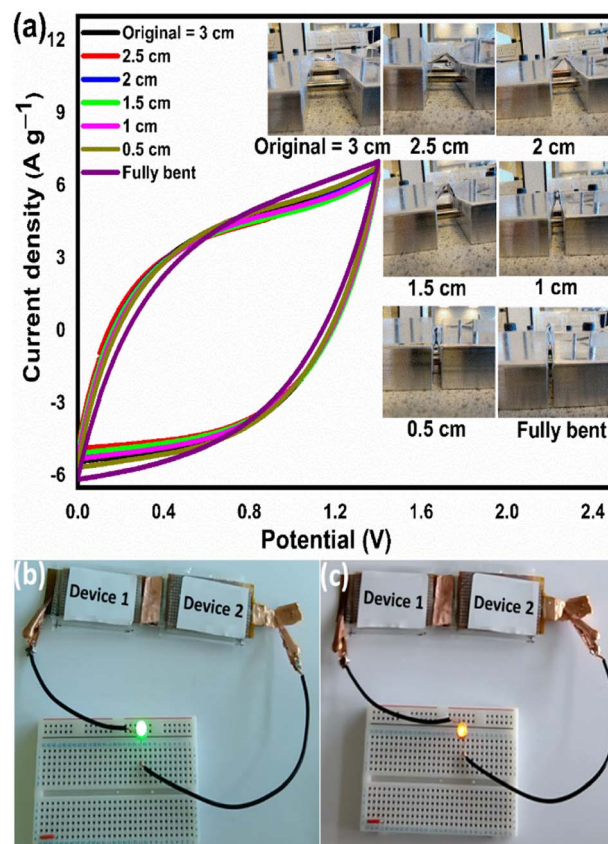 (a)
12
9
6
3
0
-3
-6
Current density (A g⁻¹)
Original = 3 cm
2.5 cm
2 cm
1.5 cm
1 cm
0.5 cm
Fully bent
Original = 3 cm
2.5 cm
2 cm
1.5 cm
1 cm
0.5 cm
Fully bent
0.0
0.4
0.8
1.2
1.6
2.0
2.4
Potential (V)
(b)
Device 1
Device 2
(c)
Device 1
Device 2